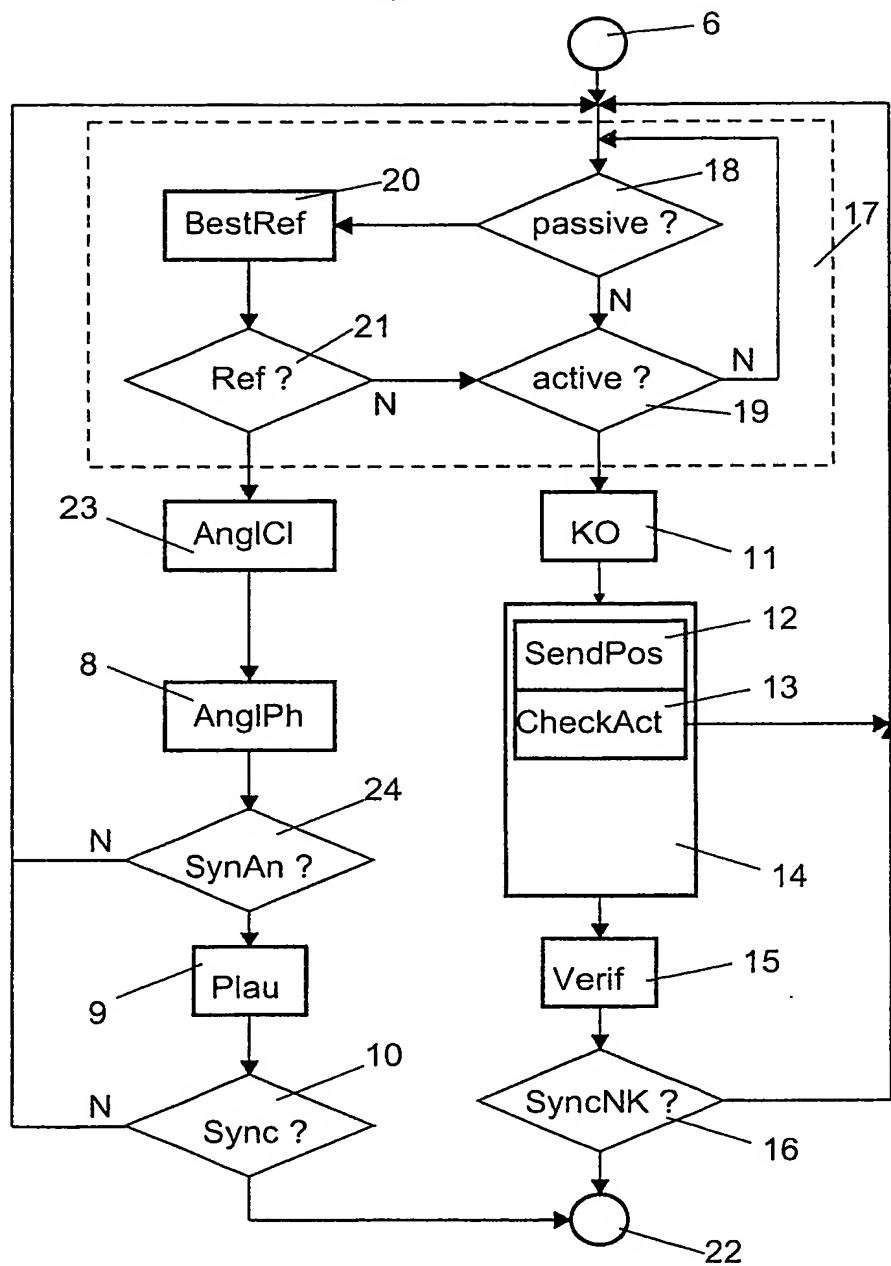 6
18
20
BestRef
passive ?
17
N
21
Ref ?
N
active ?
N
19
23
AnglCl
KO
11
12
SendPos
8
AnglPh
13
CheckAct
24
N
SynAn ?
14
9
Plau
Verif
15
10
N
Sync ?
SyncNK ?
16
22